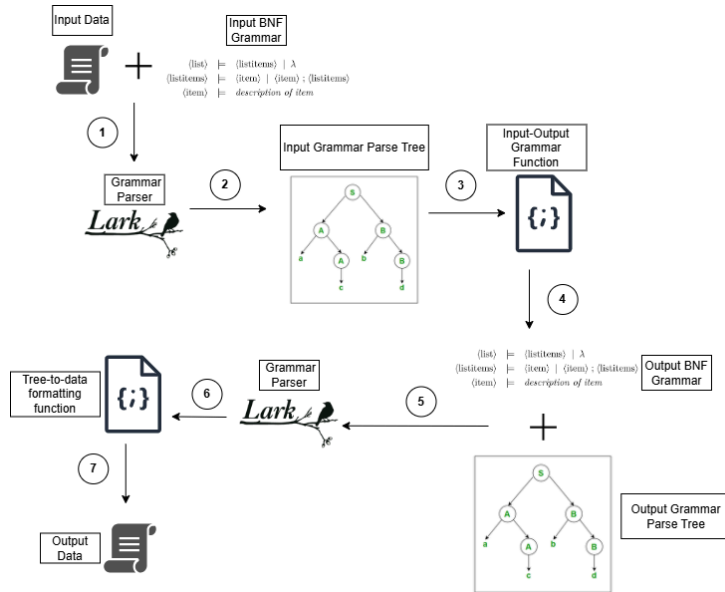 Input Data
Input BNF
Grammar
⟨list⟩ ⊨ ⟨listitems⟩ | λ
⟨listitems⟩ ⊨ ⟨item⟩ | ⟨item⟩ ; ⟨listitems⟩
⟨item⟩ ⊨ description of item
+
1
Grammar
Parser
Lark
2
Input Grammar Parse Tree
S
A
B
a
A
b
B
c
d
3
Input-Output
Grammar
Function
{;}
4
⟨list⟩ ⊨ ⟨listitems⟩ | λ
⟨listitems⟩ ⊨ ⟨item⟩ | ⟨item⟩ ; ⟨listitems⟩
⟨item⟩ ⊨ description of item
Output BNF
Grammar
+
S
A
B
a
A
b
B
c
d
Output Grammar
Parse Tree
5
Grammar
Parser
Lark
6
Tree-to-data
formatting
function
{;}
7
Output
Data